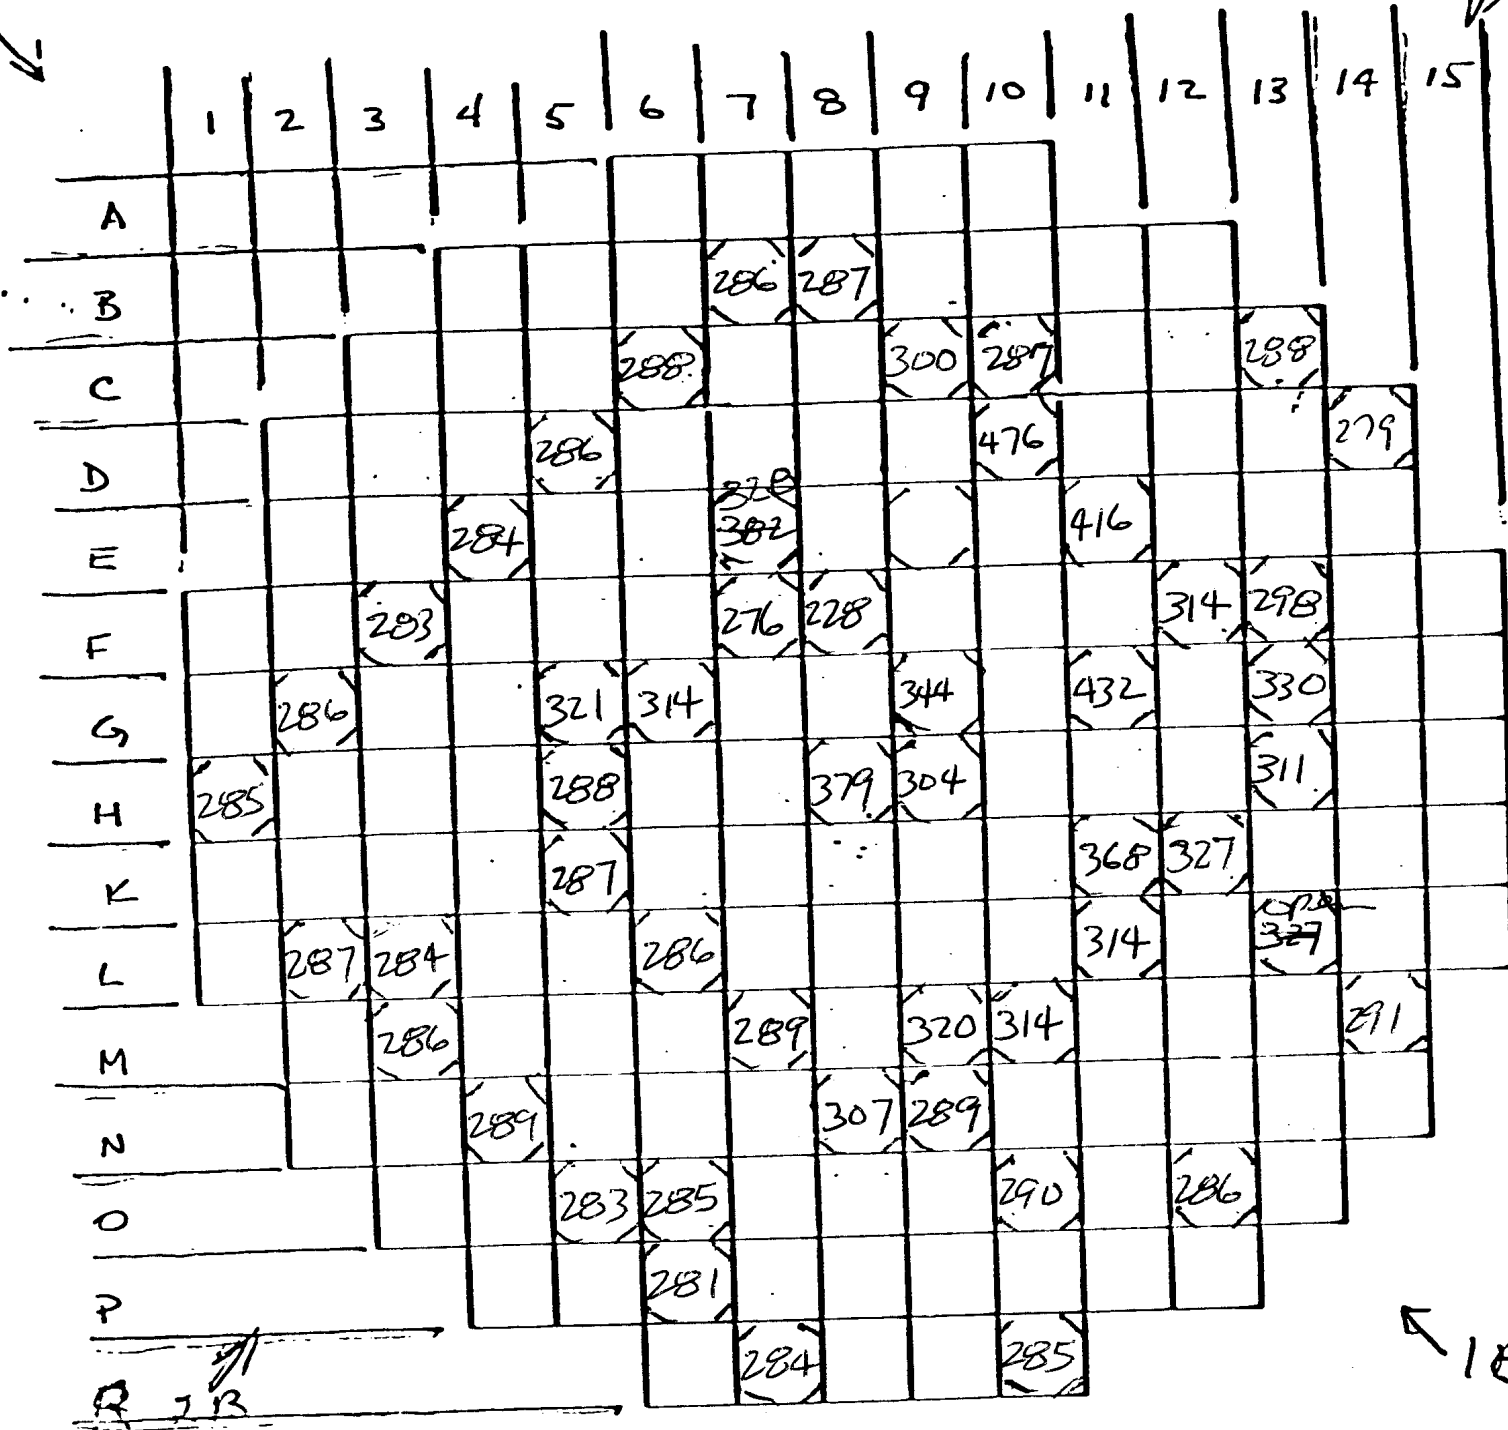 1 2 3 4 5 6 7 8 9 10 11 12 13 14 15
A
B 286 287
C 288 300 287 288
D 286 476 279
E 284 328 382 416
F 283 276 228 314 298
G 286 321 314 344 432 330
H 285 288 379 304 311
K 287 368 327
L 287 284 286 314 327
M 286 289 320 314 291
N 289 307 289
O 283 285 290 286
P 281
R 284 285